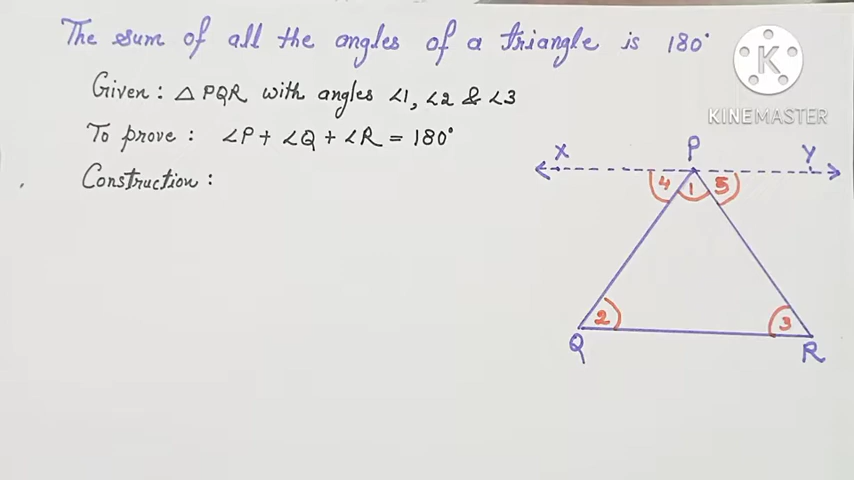 The sum of all the angles of a triangle is 180°
Given: △ PQR with angles ∠1, ∠2 & ∠3
To prove: ∠P + ∠Q + ∠R = 180°
Construction:
K
KINEMASTER
X P Y
4 1 5
2 3
Q R